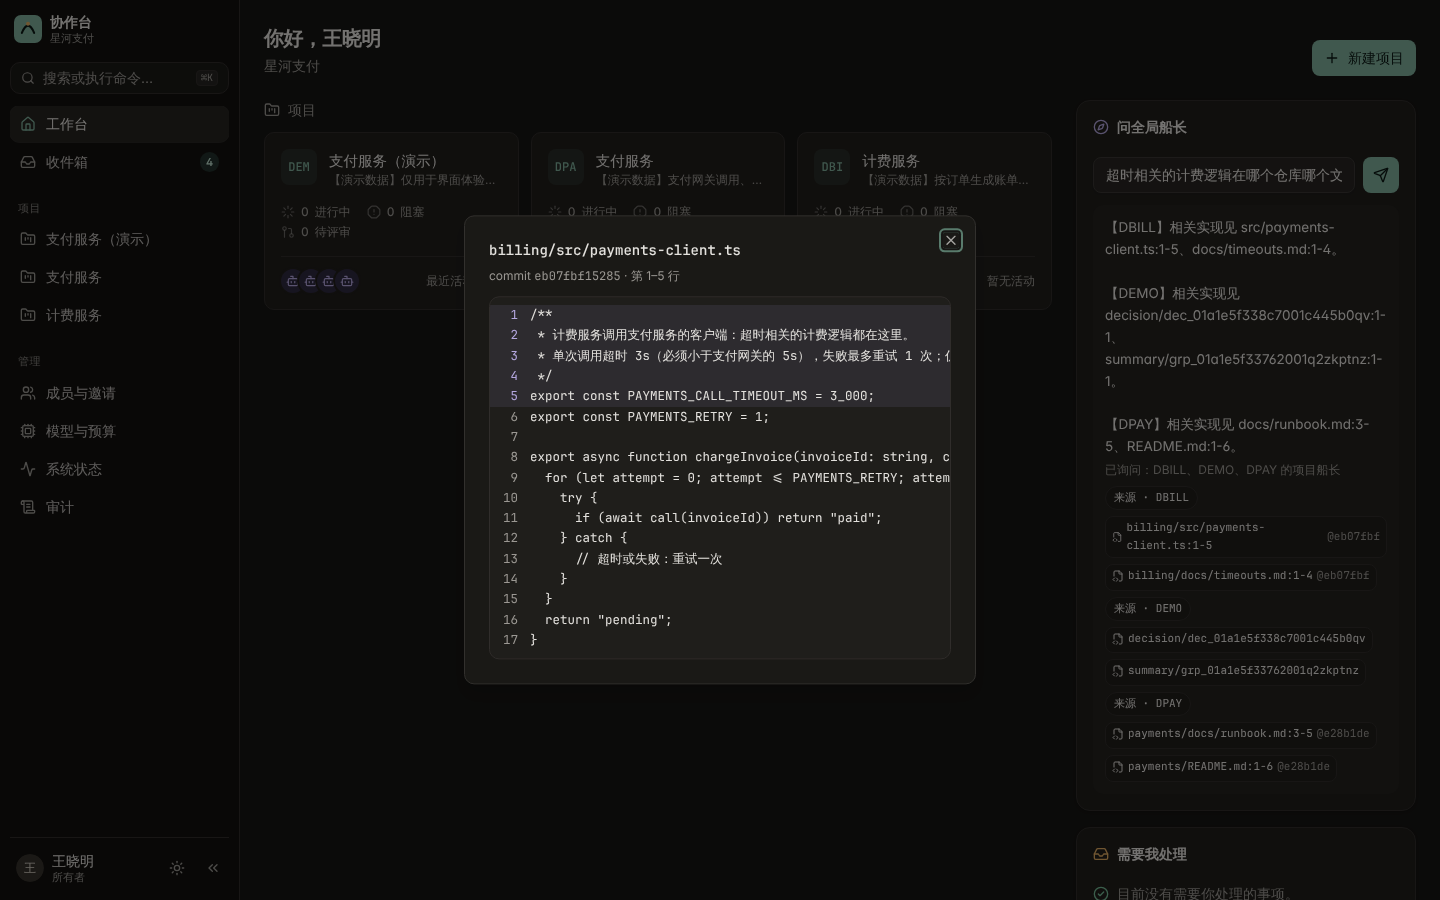 协作台
星河支付
搜索或执行命令... ⌘K
工作台
收件箱 4
项目
支付服务（演示）
支付服务
计费服务
管理
成员与邀请
模型与预算
系统状态
审计
王 王晓明
所有者
你好，王晓明
星河支付
新建项目
项目
DEM 支付服务（演示）
【演示数据】仅用于界面体验...
0 进行中 0 阻塞
0 待评审
最近活
DPA 支付服务
【演示数据】支付网关调用、...
0 进行中 0 阻塞
DBI 计费服务
【演示数据】按订单生成账单...
0 进行中 0 阻塞
暂无活动
billing/src/payments-client.ts
commit eb07fbf15285 · 第 1–5 行
1 /**
2  * 计费服务调用支付服务的客户端：超时相关的计费逻辑都在这里。
3  * 单次调用超时 3s（必须小于支付网关的 5s），失败最多重试 1 次；
4  */
5 export const PAYMENTS_CALL_TIMEOUT_MS = 3_000;
6 export const PAYMENTS_RETRY = 1;
7
8 export async function chargeInvoice(invoiceId: string, c
9   for (let attempt = 0; attempt <= PAYMENTS_RETRY; attem
10     try {
11       if (await call(invoiceId)) return "paid";
12     } catch {
13       // 超时或失败：重试一次
14     }
15   }
16   return "pending";
17 }
问全局船长
超时相关的计费逻辑在哪个仓库哪个文
【DBILL】相关实现见 src/payments-
client.ts:1-5、docs/timeouts.md:1-4。
【DEMO】相关实现见
decision/dec_01a1e5f338c7001c445b0qv:1-
1、
summary/grp_01a1e5f33762001q2zkptnz:1-
1。
【DPAY】相关实现见 docs/runbook.md:3-
5、README.md:1-6。
已询问：DBILL、DEMO、DPAY 的项目船长
来源 · DBILL
billing/src/payments-
client.ts:1-5 @eb07fbf
billing/docs/timeouts.md:1-4 @eb07fbf
来源 · DEMO
decision/dec_01a1e5f338c7001c445b0qv
summary/grp_01a1e5f33762001q2zkptnz
来源 · DPAY
payments/docs/runbook.md:3-5 @e28b1de
payments/README.md:1-6 @e28b1de
需要我处理
目前没有需要你处理的事项。